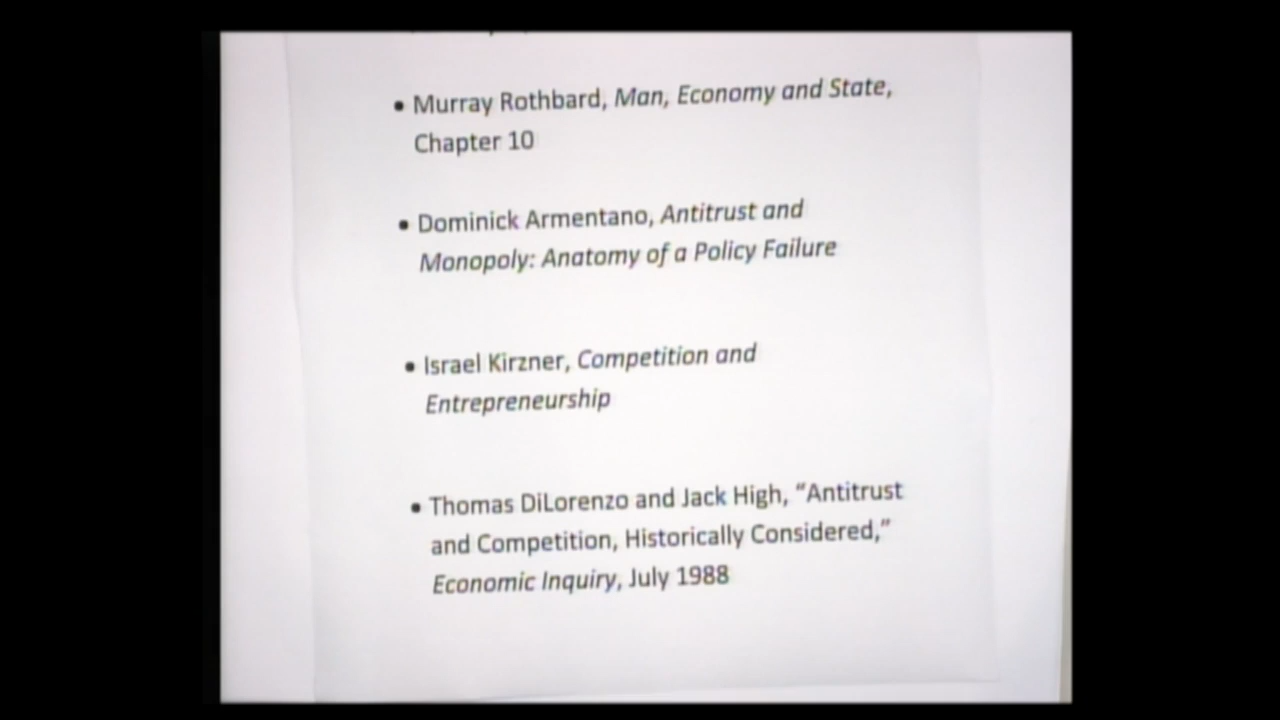 • Murray Rothbard, Man, Economy and State,
Chapter 10
• Dominick Armentano, Antitrust and
Monopoly: Anatomy of a Policy Failure
• Israel Kirzner, Competition and
Entrepreneurship
• Thomas DiLorenzo and Jack High, “Antitrust
and Competition, Historically Considered,”
Economic Inquiry, July 1988